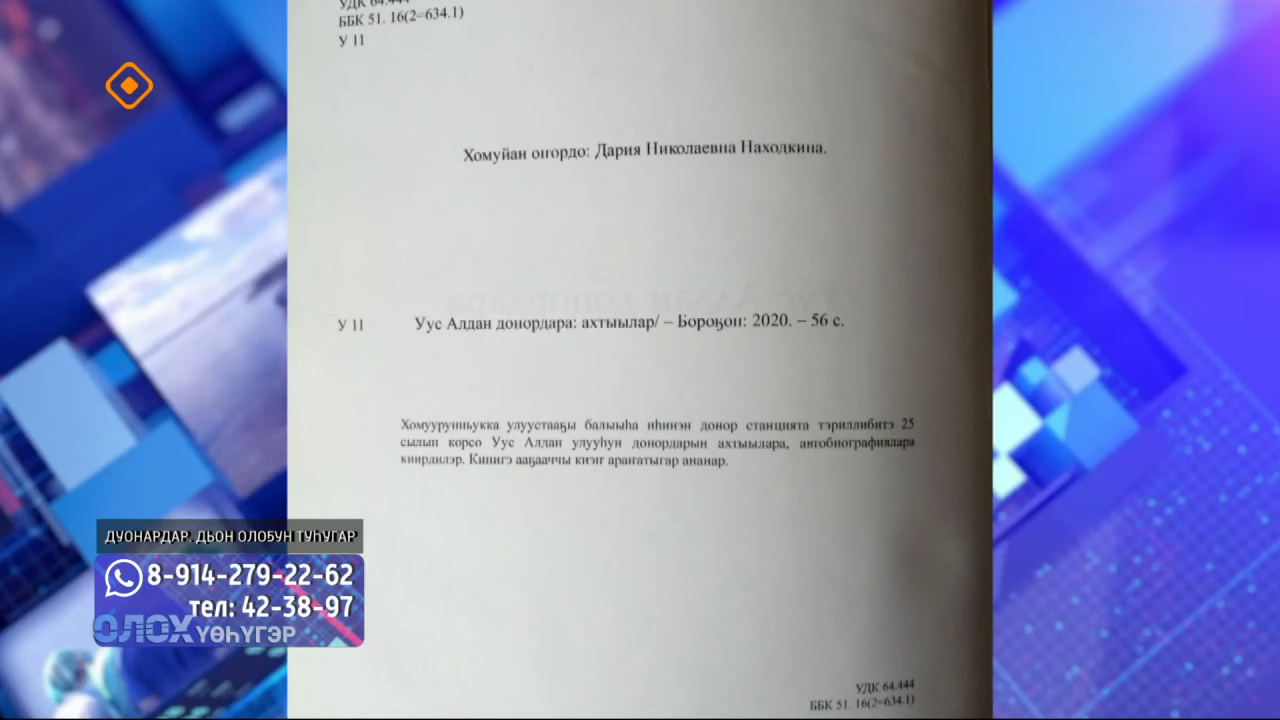 УДК 64.444
ББК 51. 16(2=634.1)
У 11
Хомуйан оҥордо: Дария Николаевна Находкина.
У 11 Уус Алдан донордара: ахтыылар/ – Бороҕон: 2020. – 56 с.
Хомуурунньукка улуустааҕы балыыһа иһинэн донор станцията тэриллибитэ 25
сылын көрсө Уус Алдан улууһун донордарын ахтыылара, автобиографиялара
киирдилэр. Кинигэ ааҕааччы киэҥ араҥатыгар ананар.
УДК 64.444
ББК 51. 16(2=634.1)
ДУОНАРДАР. ДЬОН ОЛОҔУН ТУҺУГАР
8-914-279-22-62
тел: 42-38-97
ОЛОХ ҮӨҺҮГЭР